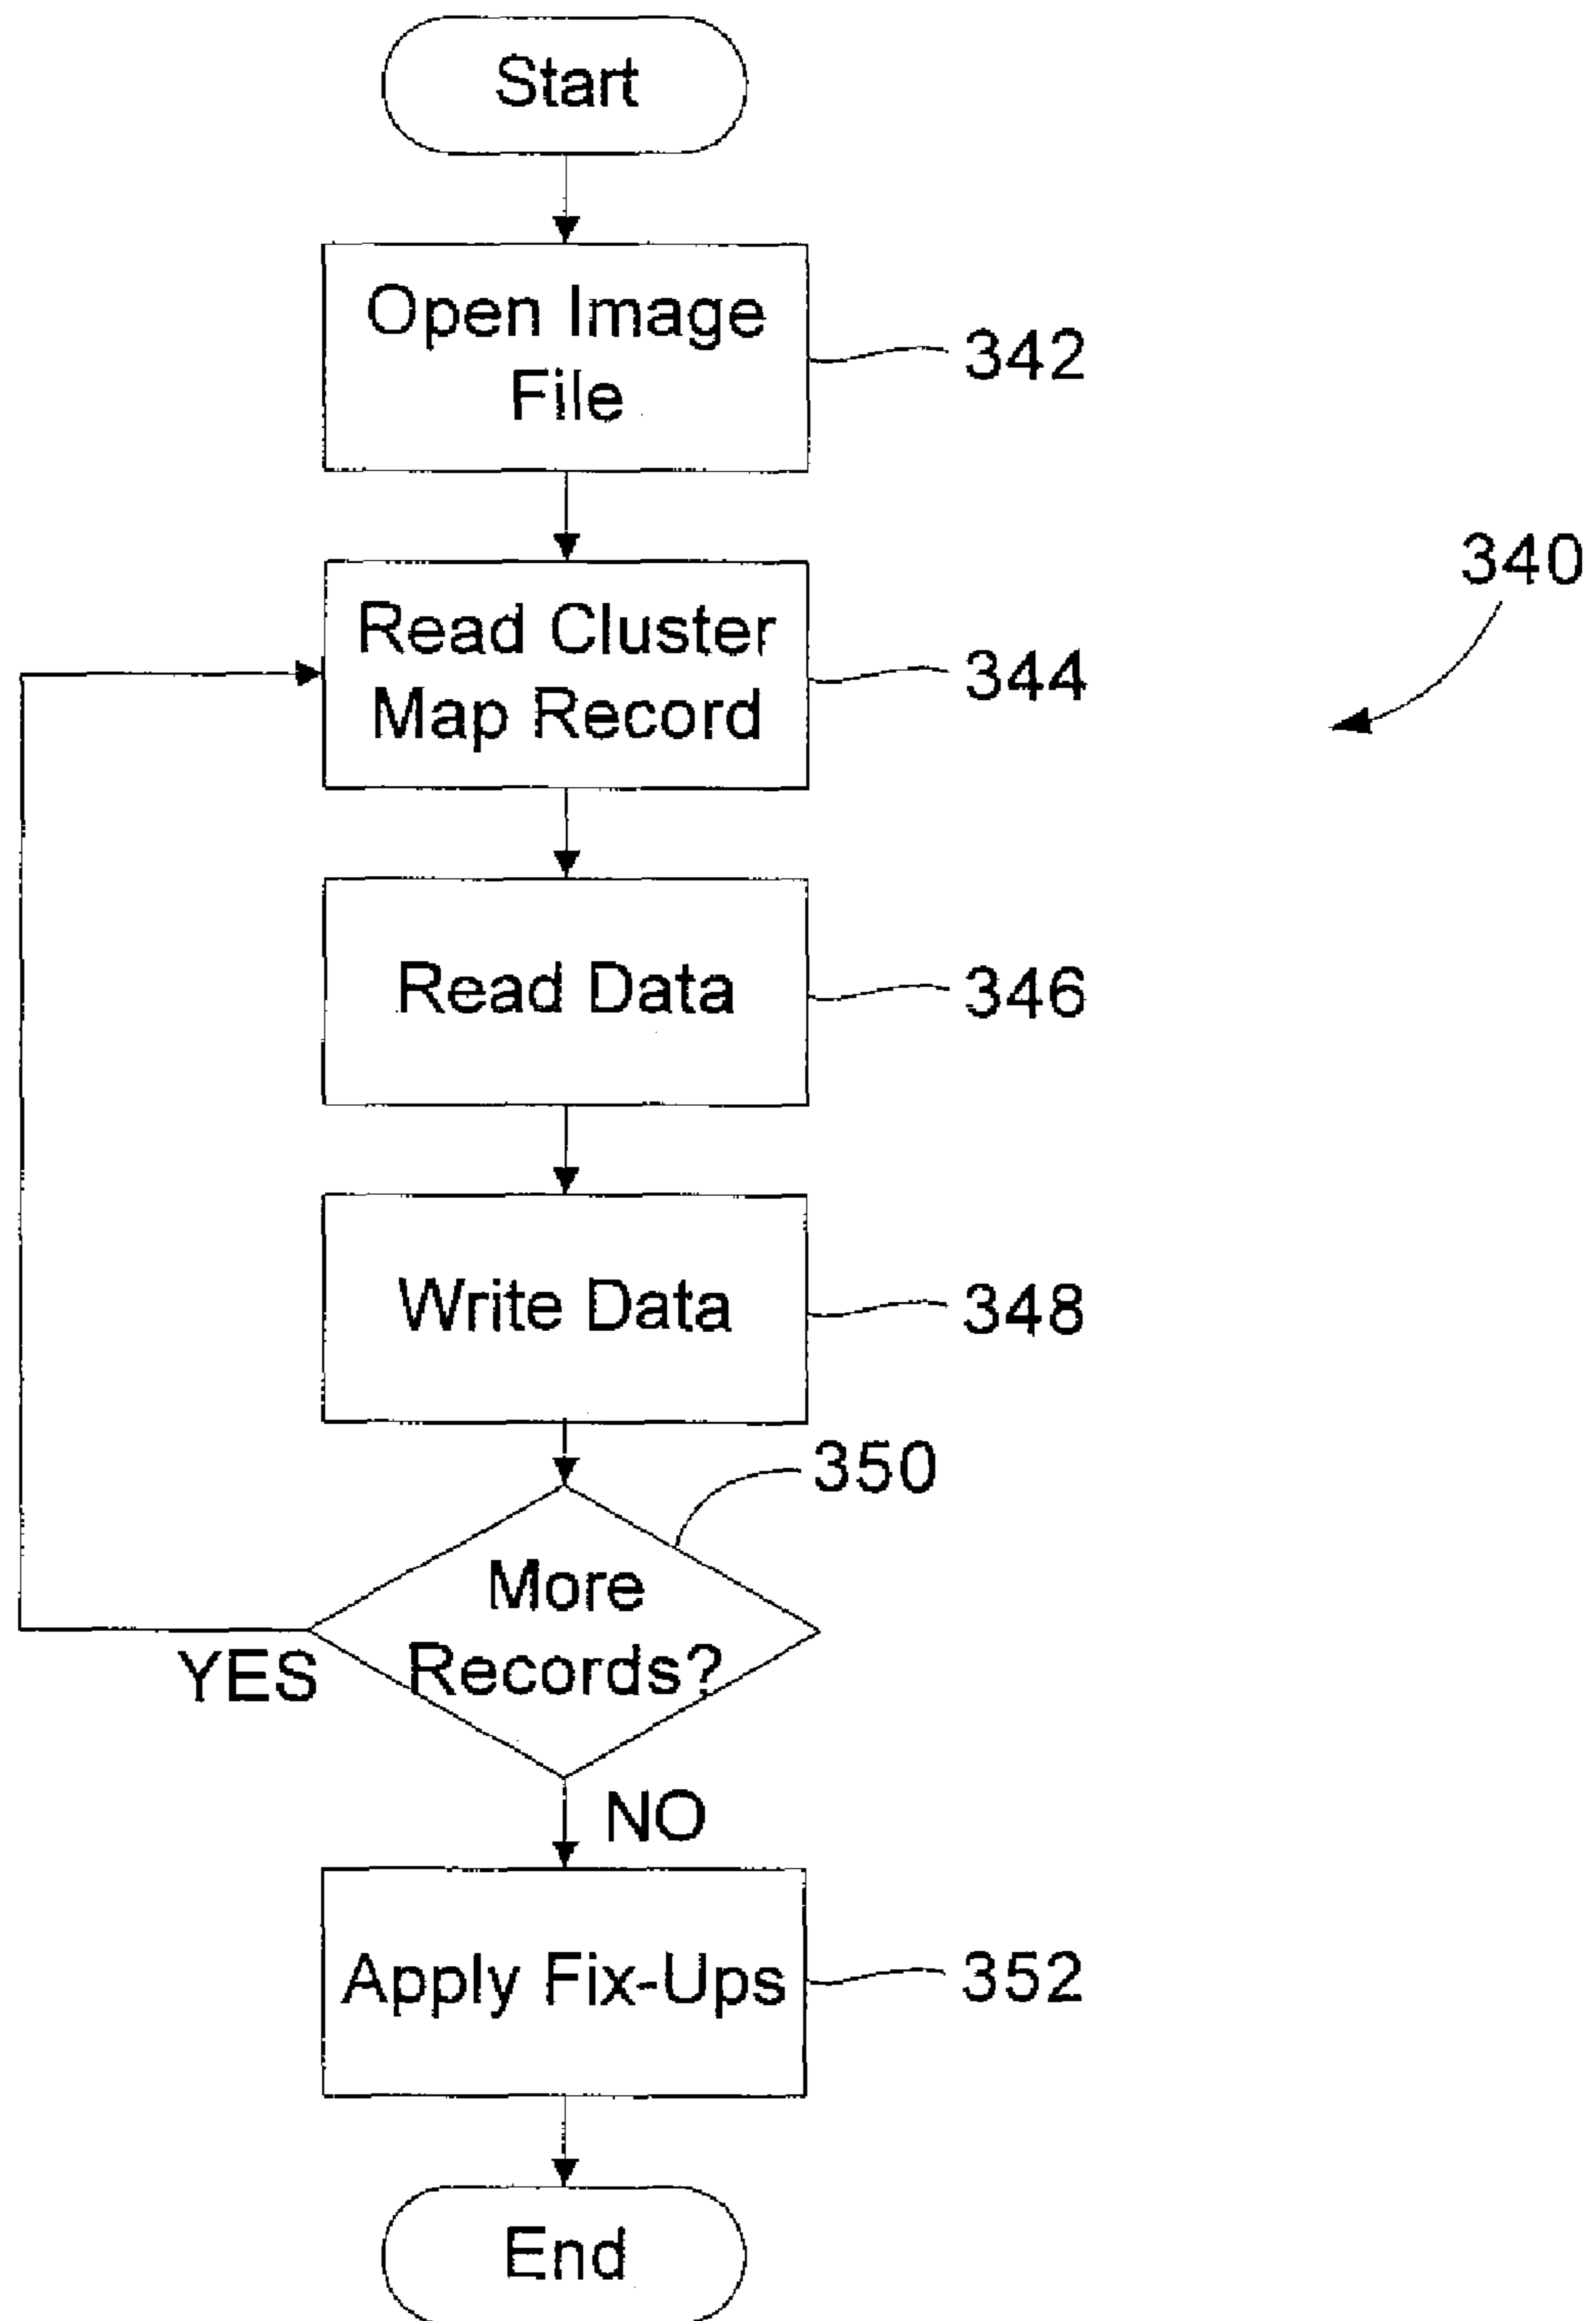 Start
Open Image
File
342
340
Read Cluster
Map Record
344
Read Data
346
Write Data
348
350
More
Records?
YES
NO
Apply Fix-Ups
352
End